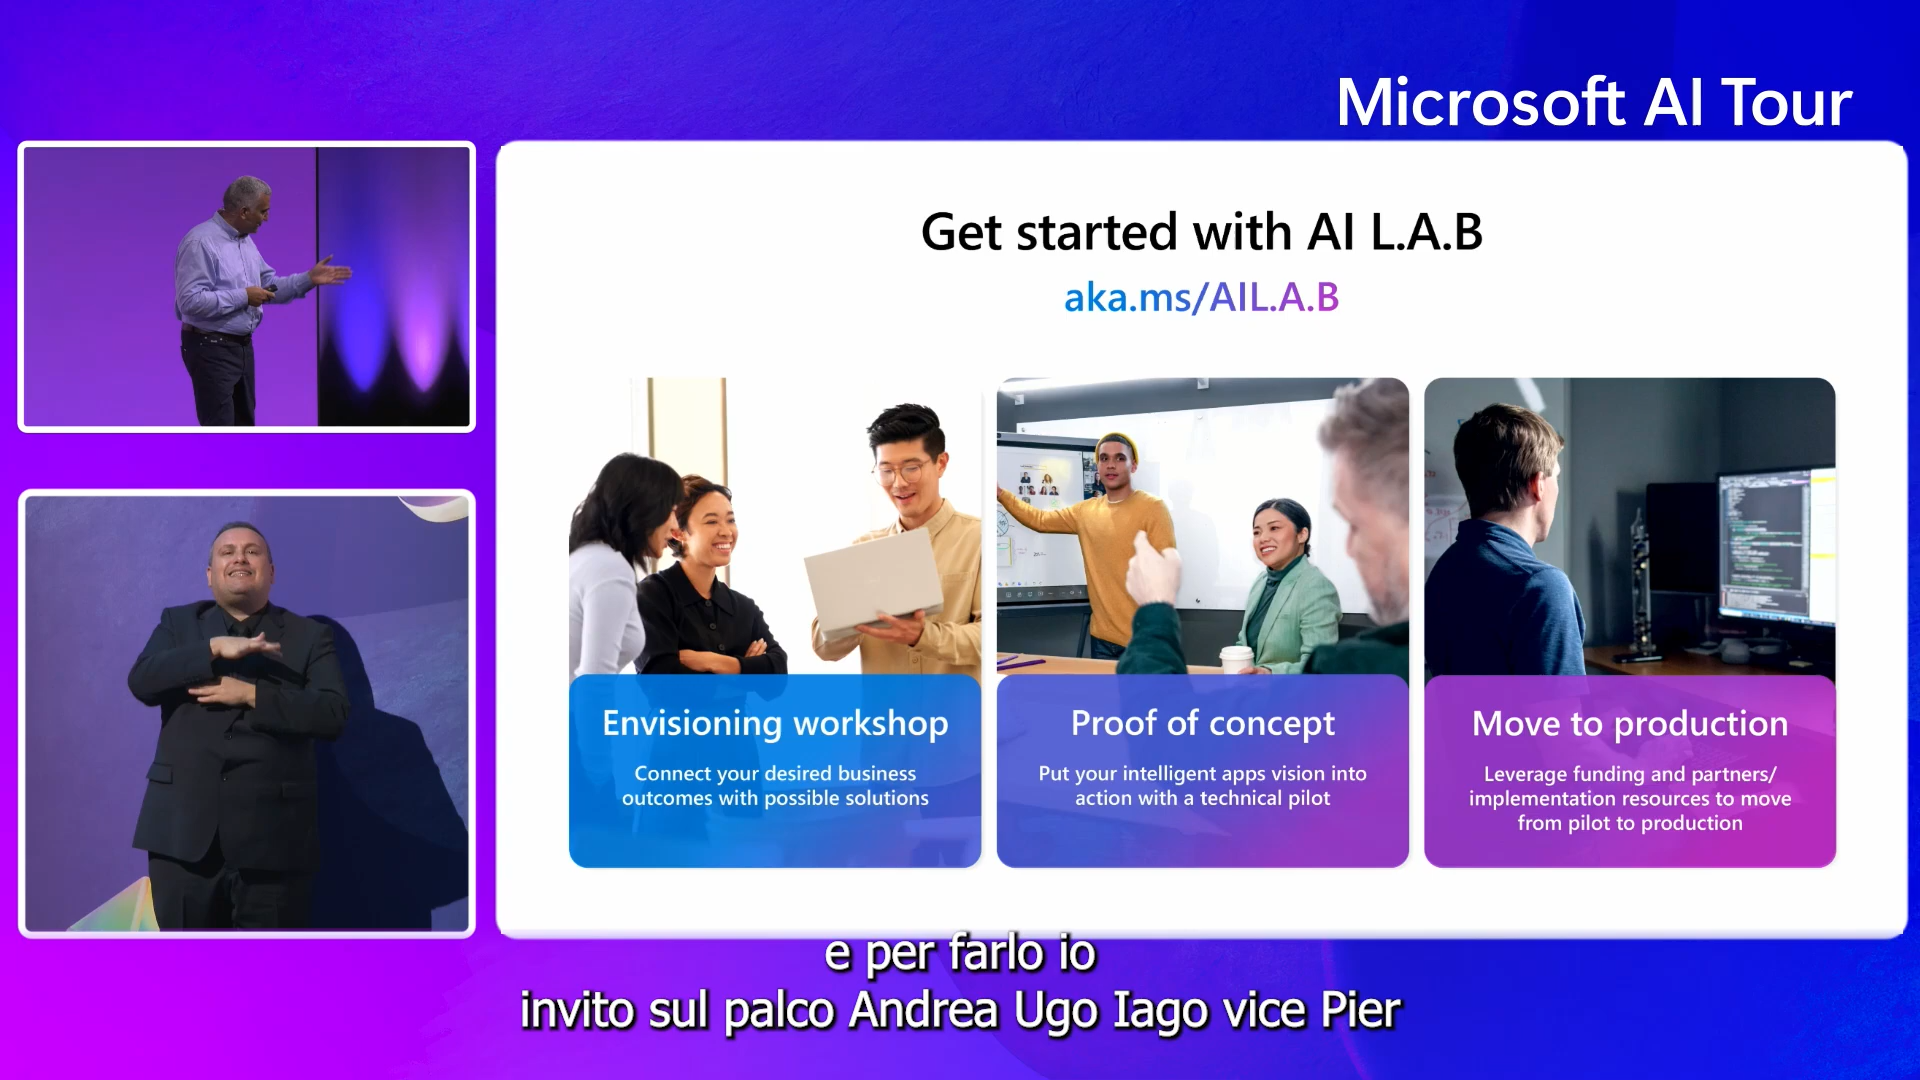 Microsoft AI Tour
Get started with AI L.A.B
aka.ms/AIL.A.B
Envisioning workshop
Connect your desired business
outcomes with possible solutions
Proof of concept
Put your intelligent apps vision into
action with a technical pilot
Move to production
Leverage funding and partners/
implementation resources to move
from pilot to production
e per farlo io
invito sul palco Andrea Ugo Iago vice Pier